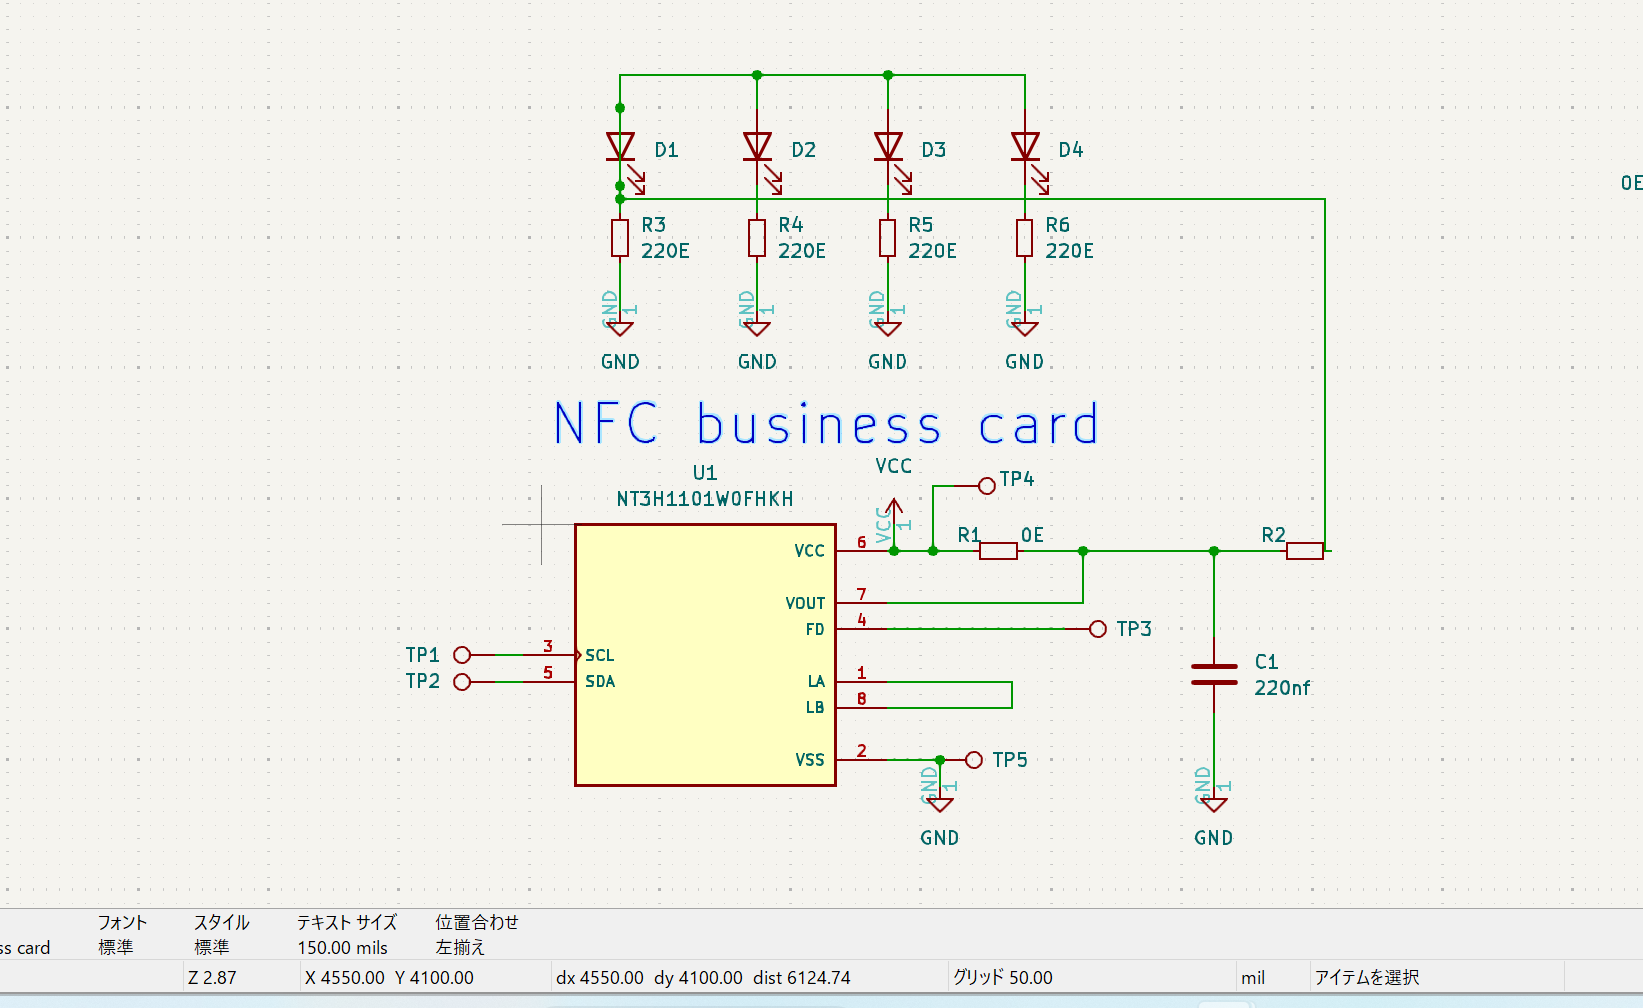 D1
D2
D3
D4
0E
R3
220E
R4
220E
R5
220E
R6
220E
GND
1
GND
1
GND
1
GND
1
GND
GND
GND
GND
NFC business card
U1
NT3H1101W0FHKH
VCC
TP4
VCC
1
R1
0E
R2
VCC
6
VOUT
7
FD
4
TP3
TP1
3
SCL
TP2
5
SDA
LA
1
LB
8
C1
220nf
VSS
2
TP5
GND
1
GND
1
GND
GND
フォント
スタイル
テキスト サイズ
位置合わせ
ss card
標準
標準
150.00 mils
左揃え
Z 2.87
X 4550.00 Y 4100.00
dx 4550.00 dy 4100.00 dist 6124.74
グリッド 50.00
mil
アイテムを選択